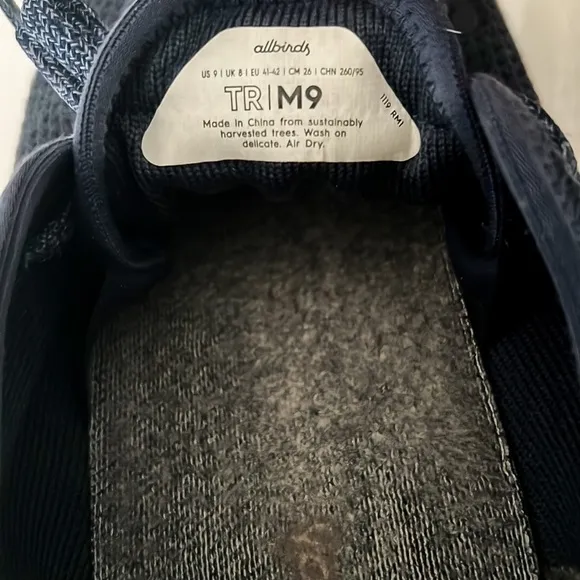 allbirds
US 9 | UK 8 | EU 41-42 | CM 26 | CHN 260/95
TR|M9
Made in China from sustainably
harvested trees. Wash on
delicate. Air Dry.
1119 RM1